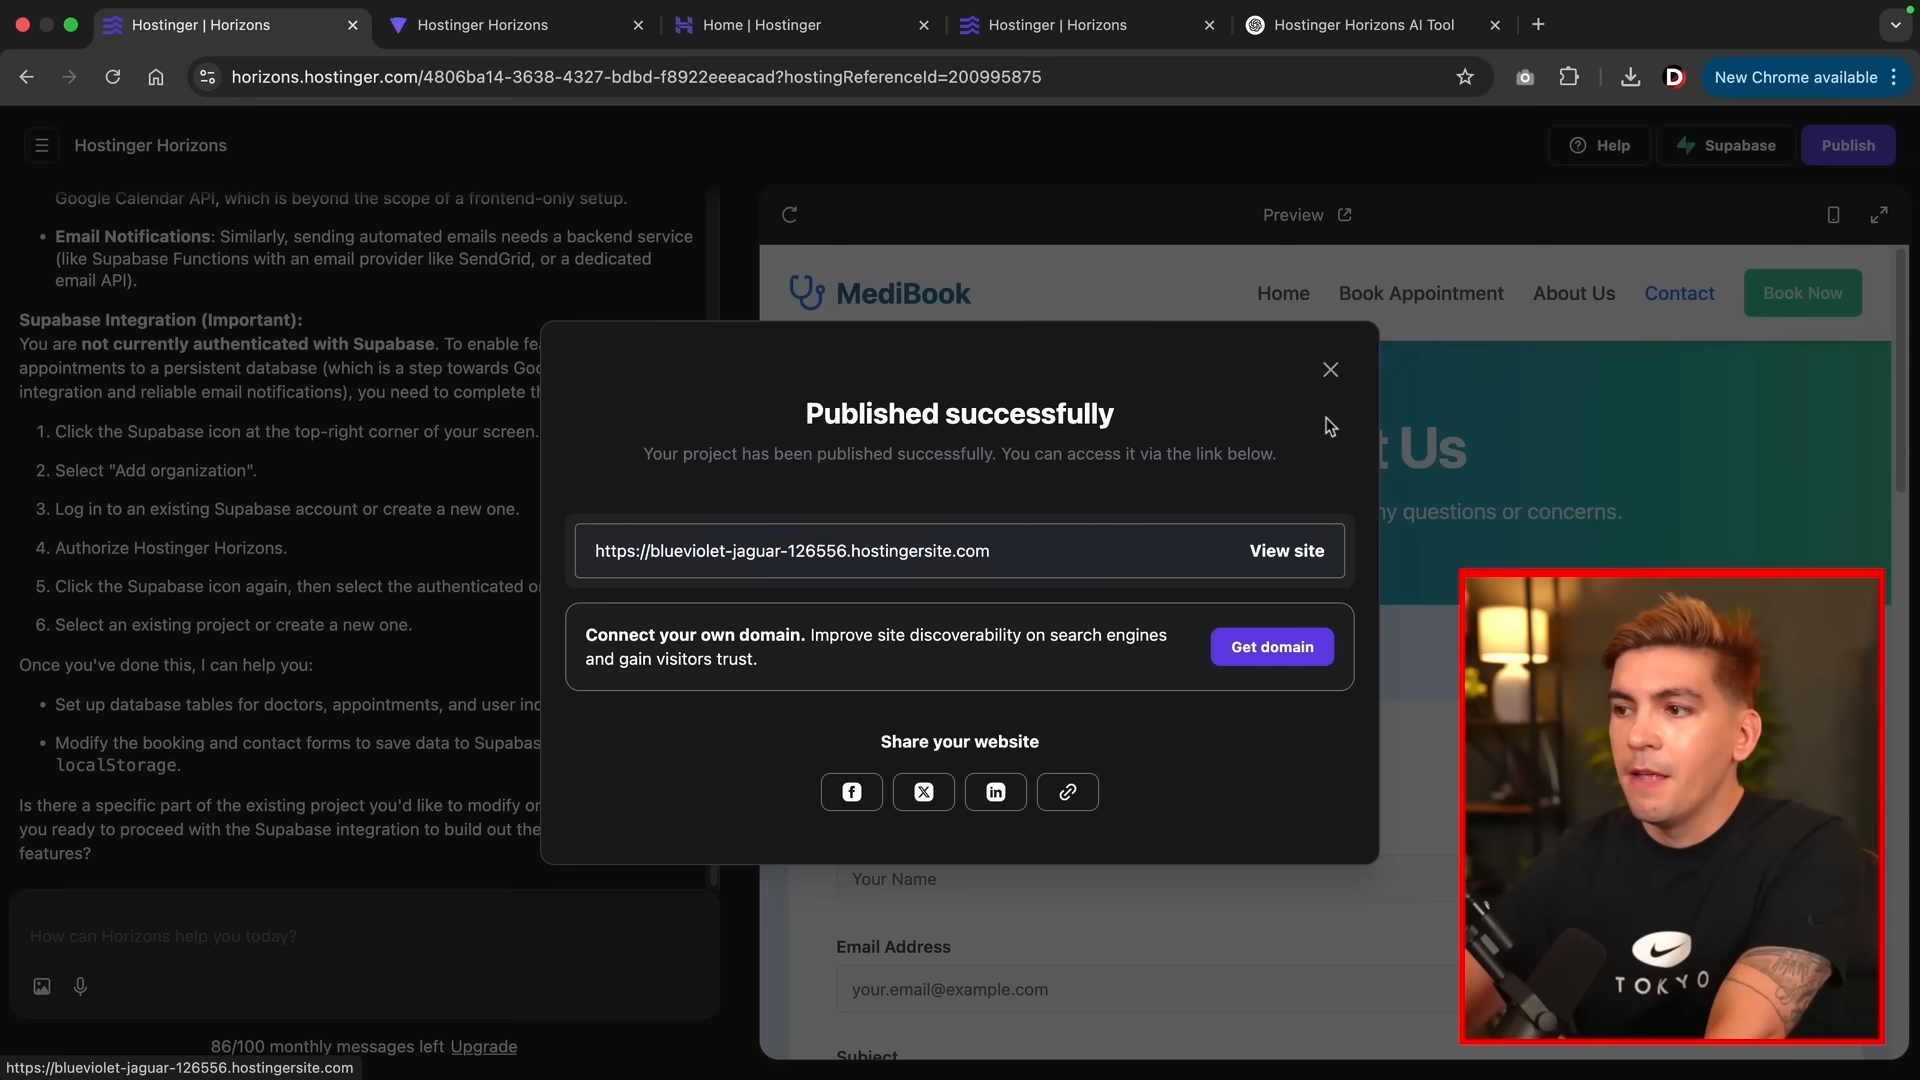 Hostinger | Horizons
Hostinger Horizons
Home | Hostinger
Hostinger | Horizons
Hostinger Horizons AI Tool
horizons.hostinger.com/4806ba14-3638-4327-bdbd-f8922eeeacad?hostingReferenceId=200995875
D
New Chrome available
Hostinger Horizons
Help
Supabase
Publish
Google Calendar API, which is beyond the scope of a frontend-only setup.
• Email Notifications: Similarly, sending automated emails needs a backend service
(like Supabase Functions with an email provider like SendGrid, or a dedicated
email API).
Supabase Integration (Important):
You are not currently authenticated with Supabase. To enable fe
appointments to a persistent database (which is a step towards Goo
integration and reliable email notifications), you need to complete th
1. Click the Supabase icon at the top-right corner of your screen.
2. Select "Add organization".
3. Log in to an existing Supabase account or create a new one.
4. Authorize Hostinger Horizons.
5. Click the Supabase icon again, then select the authenticated o
6. Select an existing project or create a new one.
Once you've done this, I can help you:
• Set up database tables for doctors, appointments, and user inq
• Modify the booking and contact forms to save data to Supabas
localStorage.
Is there a specific part of the existing project you'd like to modify or
you ready to proceed with the Supabase integration to build out the
features?
How can Horizons help you today?
86/100 monthly messages left Upgrade
https://blueviolet-jaguar-126556.hostingersite.com
Preview
MediBook
Home
Book Appointment
About Us
Contact
Book Now
t Us
ny questions or concerns.
Your Name
Email Address
your.email@example.com
Subject
Published successfully
Your project has been published successfully. You can access it via the link below.
https://blueviolet-jaguar-126556.hostingersite.com
View site
Connect your own domain. Improve site discoverability on search engines
and gain visitors trust.
Get domain
Share your website
TOKYO